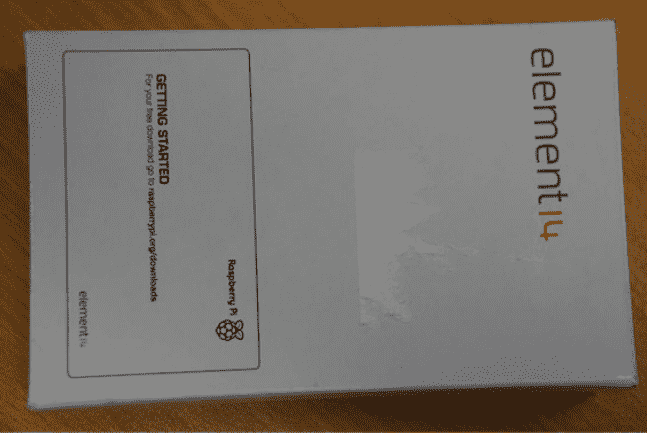 element14
GETTING STARTED
For your free download go to raspberrypi.org/downloads
Raspberry Pi
element14